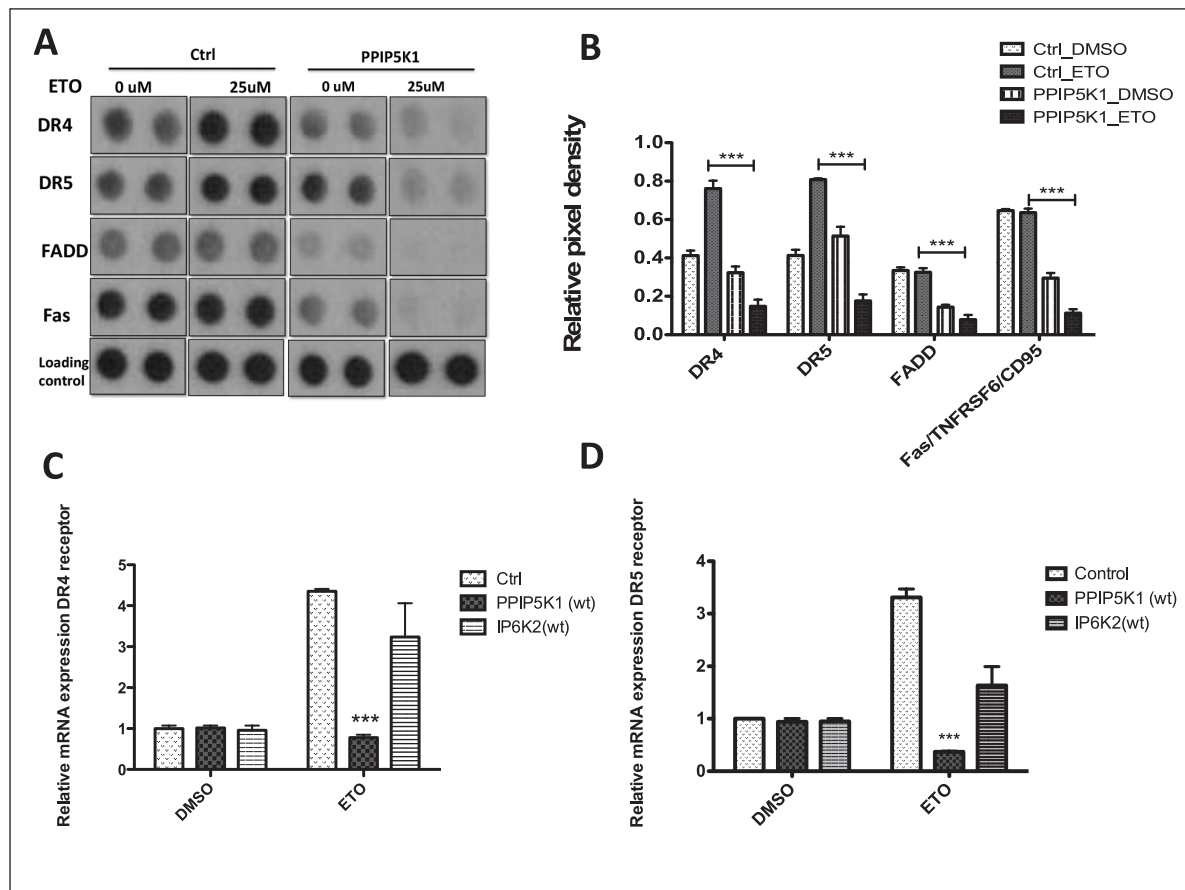 A
Ctrl
PPIP5K1
ETO
0 uM
25uM
0 uM
25uM
DR4
DR5
FADD
Fas
Loading
control
B
Ctrl_DMSO
Ctrl_ETO
PPIP5K1_DMSO
PPIP5K1_ETO
Relative pixel density
1.0
0.8
0.6
0.4
0.2
0.0
***
***
***
***
DR4
DR5
FADD
Fas/TNFRSF6/CD95
C
Relative mRNA expression DR4 receptor
5
4
3
2
1
0
***
DMSO
ETO
Ctrl
PPIP5K1 (wt)
IP6K2(wt)
D
Relative mRNA expression DR5 receptor
4
3
2
1
0
***
DMSO
ETO
Control
PPIP5K1 (wt)
IP6K2(wt)